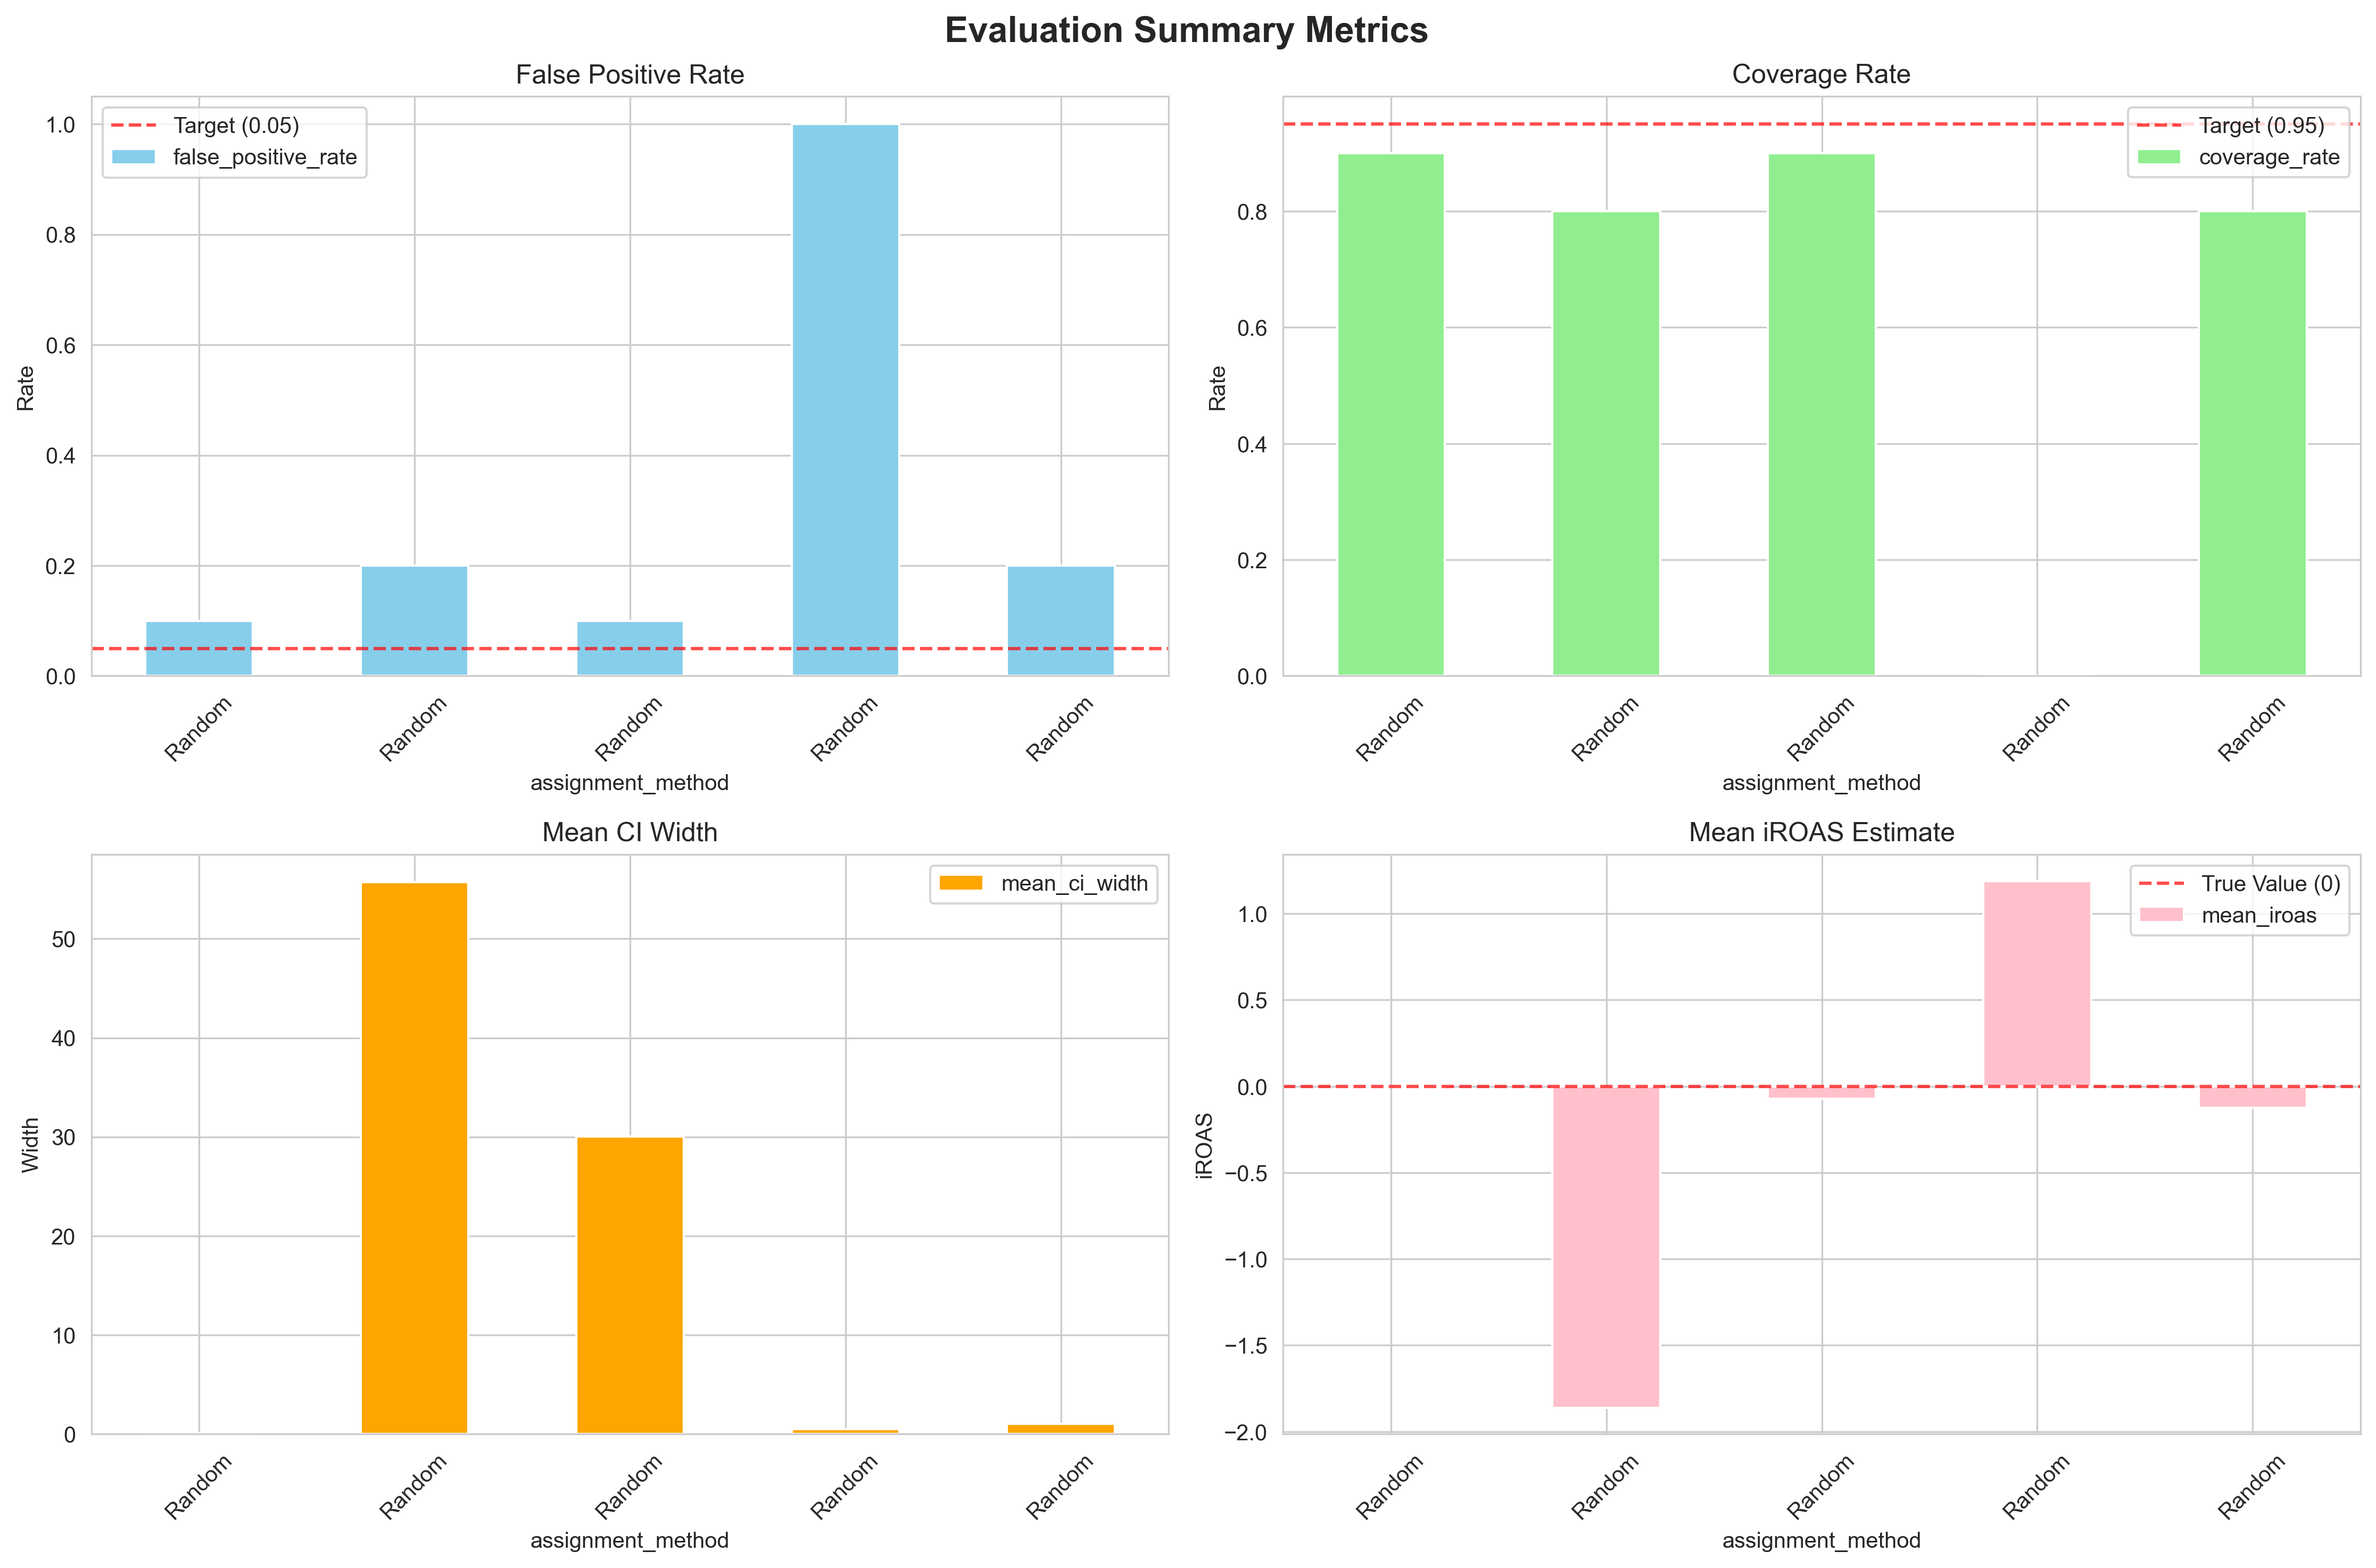 Evaluation Summary Metrics
False Positive Rate
Target (0.05)
false_positive_rate
1.0
0.8
0.6
0.4
0.2
0.0
Rate
Random
Random
Random
Random
Random
assignment_method
Coverage Rate
Target (0.95)
coverage_rate
0.8
0.6
0.4
0.2
0.0
Rate
Random
Random
Random
Random
Random
assignment_method
Mean CI Width
mean_ci_width
50
40
30
20
10
0
Width
Random
Random
Random
Random
Random
assignment_method
Mean iROAS Estimate
True Value (0)
mean_iroas
1.0
0.5
0.0
−0.5
−1.0
−1.5
−2.0
iROAS
Random
Random
Random
Random
Random
assignment_method